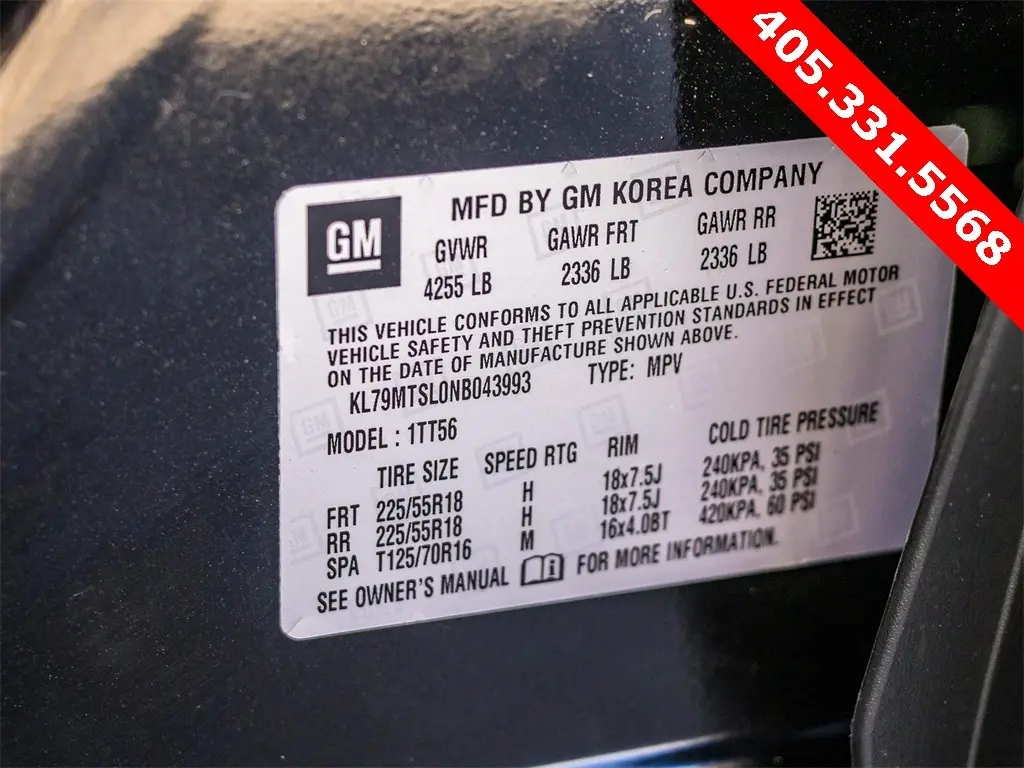 405.331.5568
MFD BY GM KOREA COMPANY
GM
GVWR GAWR FRT GAWR RR
4255 LB 2336 LB 2336 LB
THIS VEHICLE CONFORMS TO ALL APPLICABLE U.S. FEDERAL MOTOR
VEHICLE SAFETY AND THEFT PREVENTION STANDARDS IN EFFECT
ON THE DATE OF MANUFACTURE SHOWN ABOVE.
KL79MTSL0NB043993 TYPE: MPV
MODEL : 1TT56
TIRE SIZE SPEED RTG RIM COLD TIRE PRESSURE
FRT 225/55R18 H 18x7.5J 240KPA, 35 PSI
RR 225/55R18 H 18x7.5J 240KPA, 35 PSI
SPA T125/70R16 M 16x4.0BT 420KPA, 60 PSI
SEE OWNER'S MANUAL FOR MORE INFORMATION.